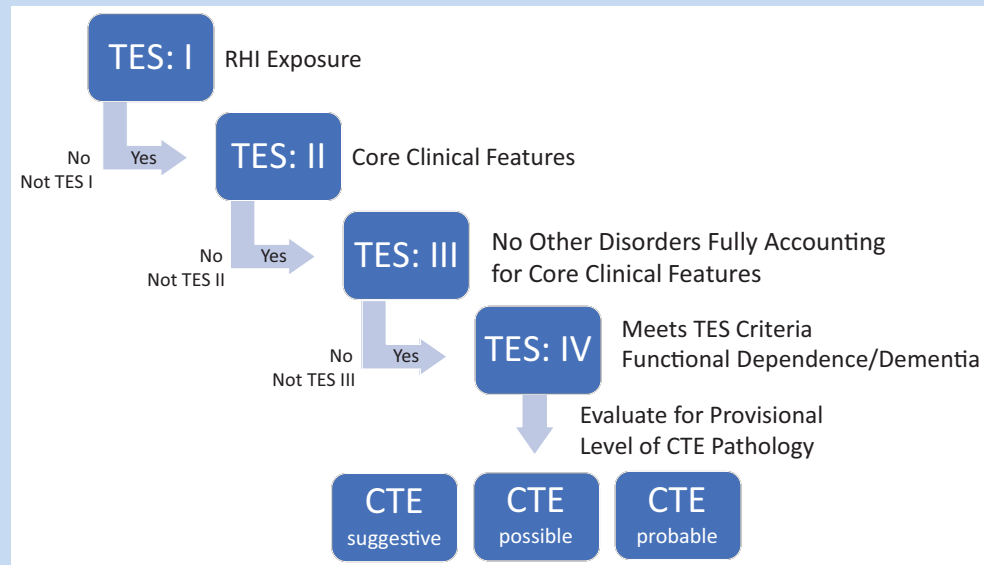 TES: I
RHI Exposure
No
Not TES I
Yes
TES: II
Core Clinical Features
No
Not TES II
Yes
TES: III
No Other Disorders Fully Accounting
for Core Clinical Features
No
Not TES III
Yes
TES: IV
Meets TES Criteria
Functional Dependence/Dementia
Evaluate for Provisional
Level of CTE Pathology
CTE
suggestive
CTE
possible
CTE
probable